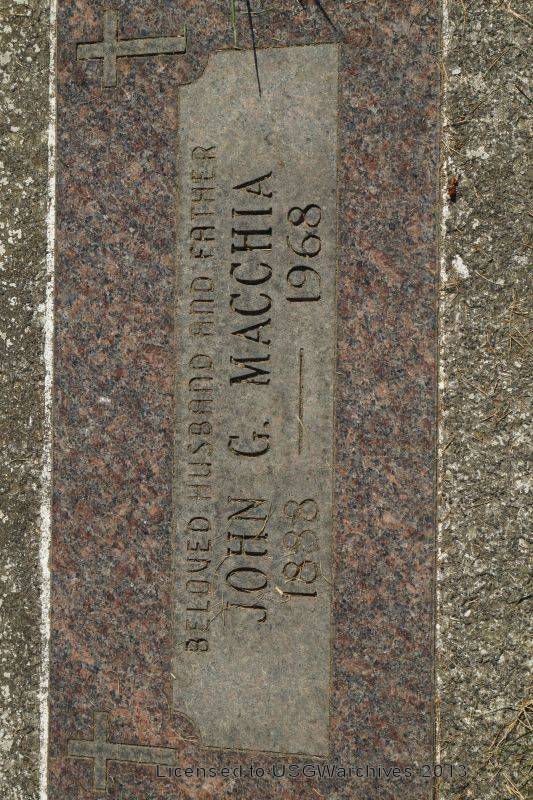 BELOVED HUSBAND AND FATHER
JOHN G. MACCHIA
1888 — 1968
Licensed to USGWarchives 2013